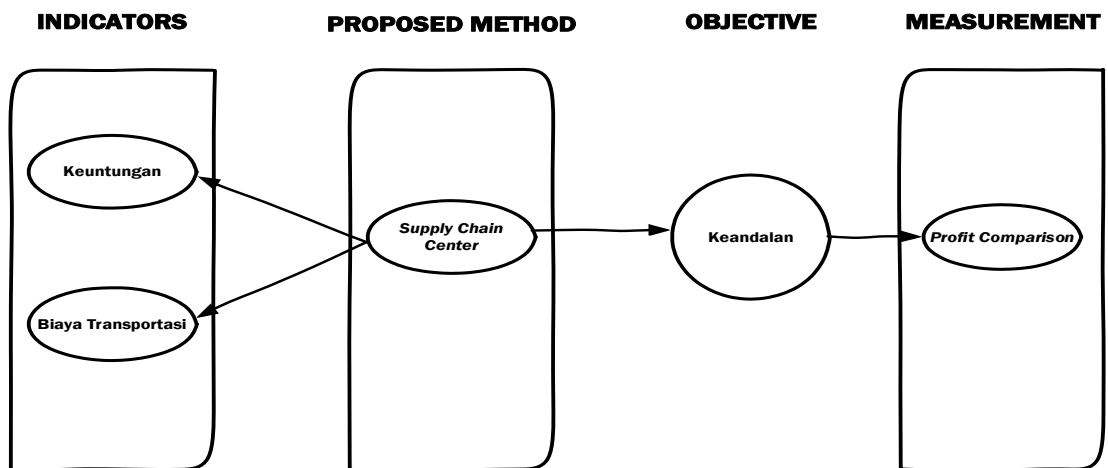 INDICATORS
PROPOSED METHOD
OBJECTIVE
MEASUREMENT
Keuntungan
Biaya Transportasi
Supply Chain
Center
Keandalan
Profit Comparison